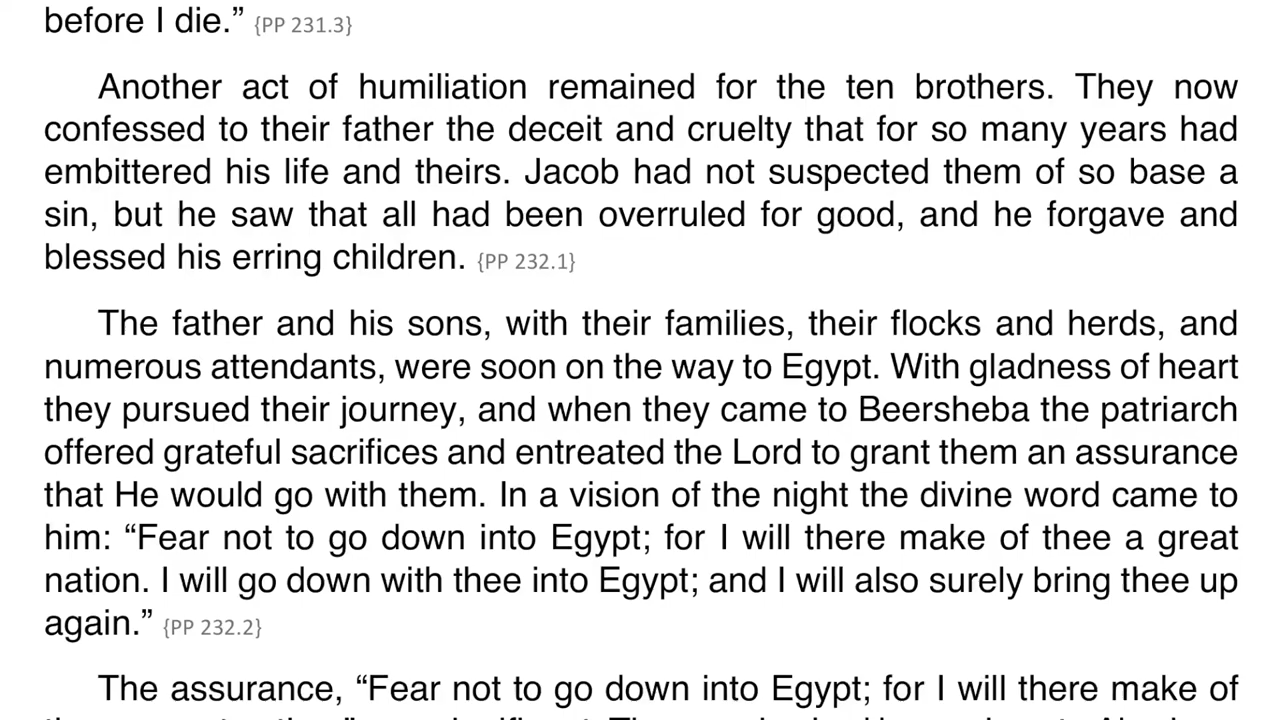 before I die.” {PP 231.3}
Another act of humiliation remained for the ten brothers. They now
confessed to their father the deceit and cruelty that for so many years had
embittered his life and theirs. Jacob had not suspected them of so base a
sin, but he saw that all had been overruled for good, and he forgave and
blessed his erring children. {PP 232.1}
The father and his sons, with their families, their flocks and herds, and
numerous attendants, were soon on the way to Egypt. With gladness of heart
they pursued their journey, and when they came to Beersheba the patriarch
offered grateful sacrifices and entreated the Lord to grant them an assurance
that He would go with them. In a vision of the night the divine word came to
him: “Fear not to go down into Egypt; for I will there make of thee a great
nation. I will go down with thee into Egypt; and I will also surely bring thee up
again.” {PP 232.2}
The assurance, “Fear not to go down into Egypt; for I will there make of